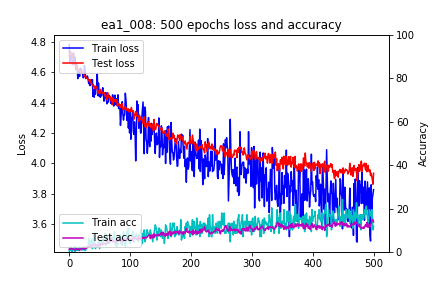 ea1_008: 500 epochs loss and accuracy
4.8
4.6
4.4
4.2
4.0
3.8
3.6
Loss
Train loss
Test loss
Train acc
Test acc
100
80
60
40
20
0
Accuracy
0
100
200
300
400
500